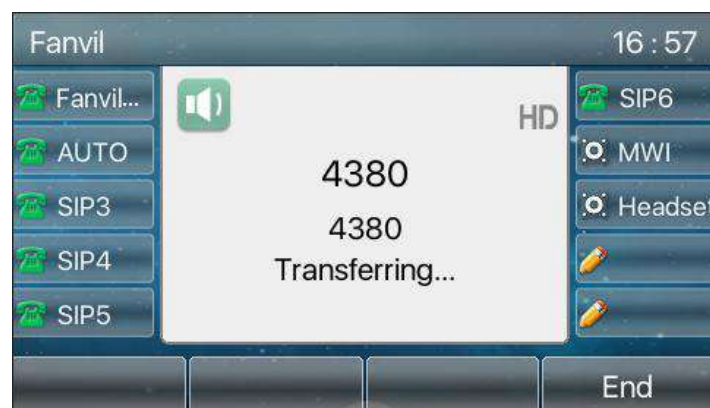 Fanvil
16 : 57
Fanvil...
AUTO
SIP3
SIP4
SIP5
HD
4380
4380
Transferring...
SIP6
MWI
Headset
End